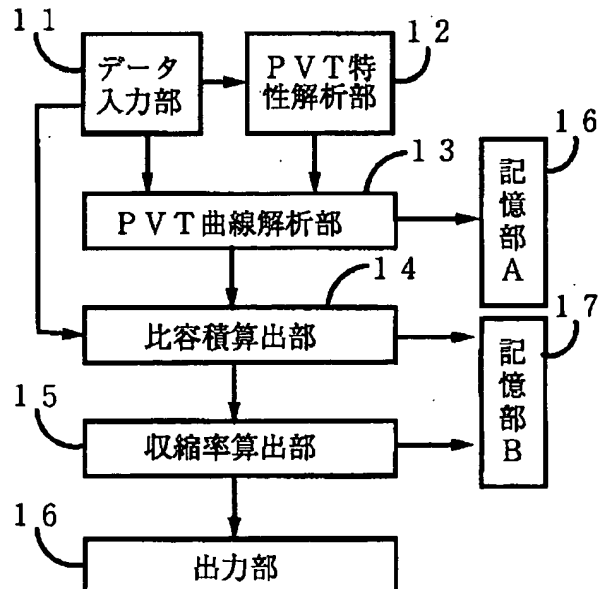 11
データ
入力部
PVT特
性解析部
12
13
PVT曲線解析部
16
記憶部A
14
比容積算出部
17
記憶部B
15
収縮率算出部
16
出力部